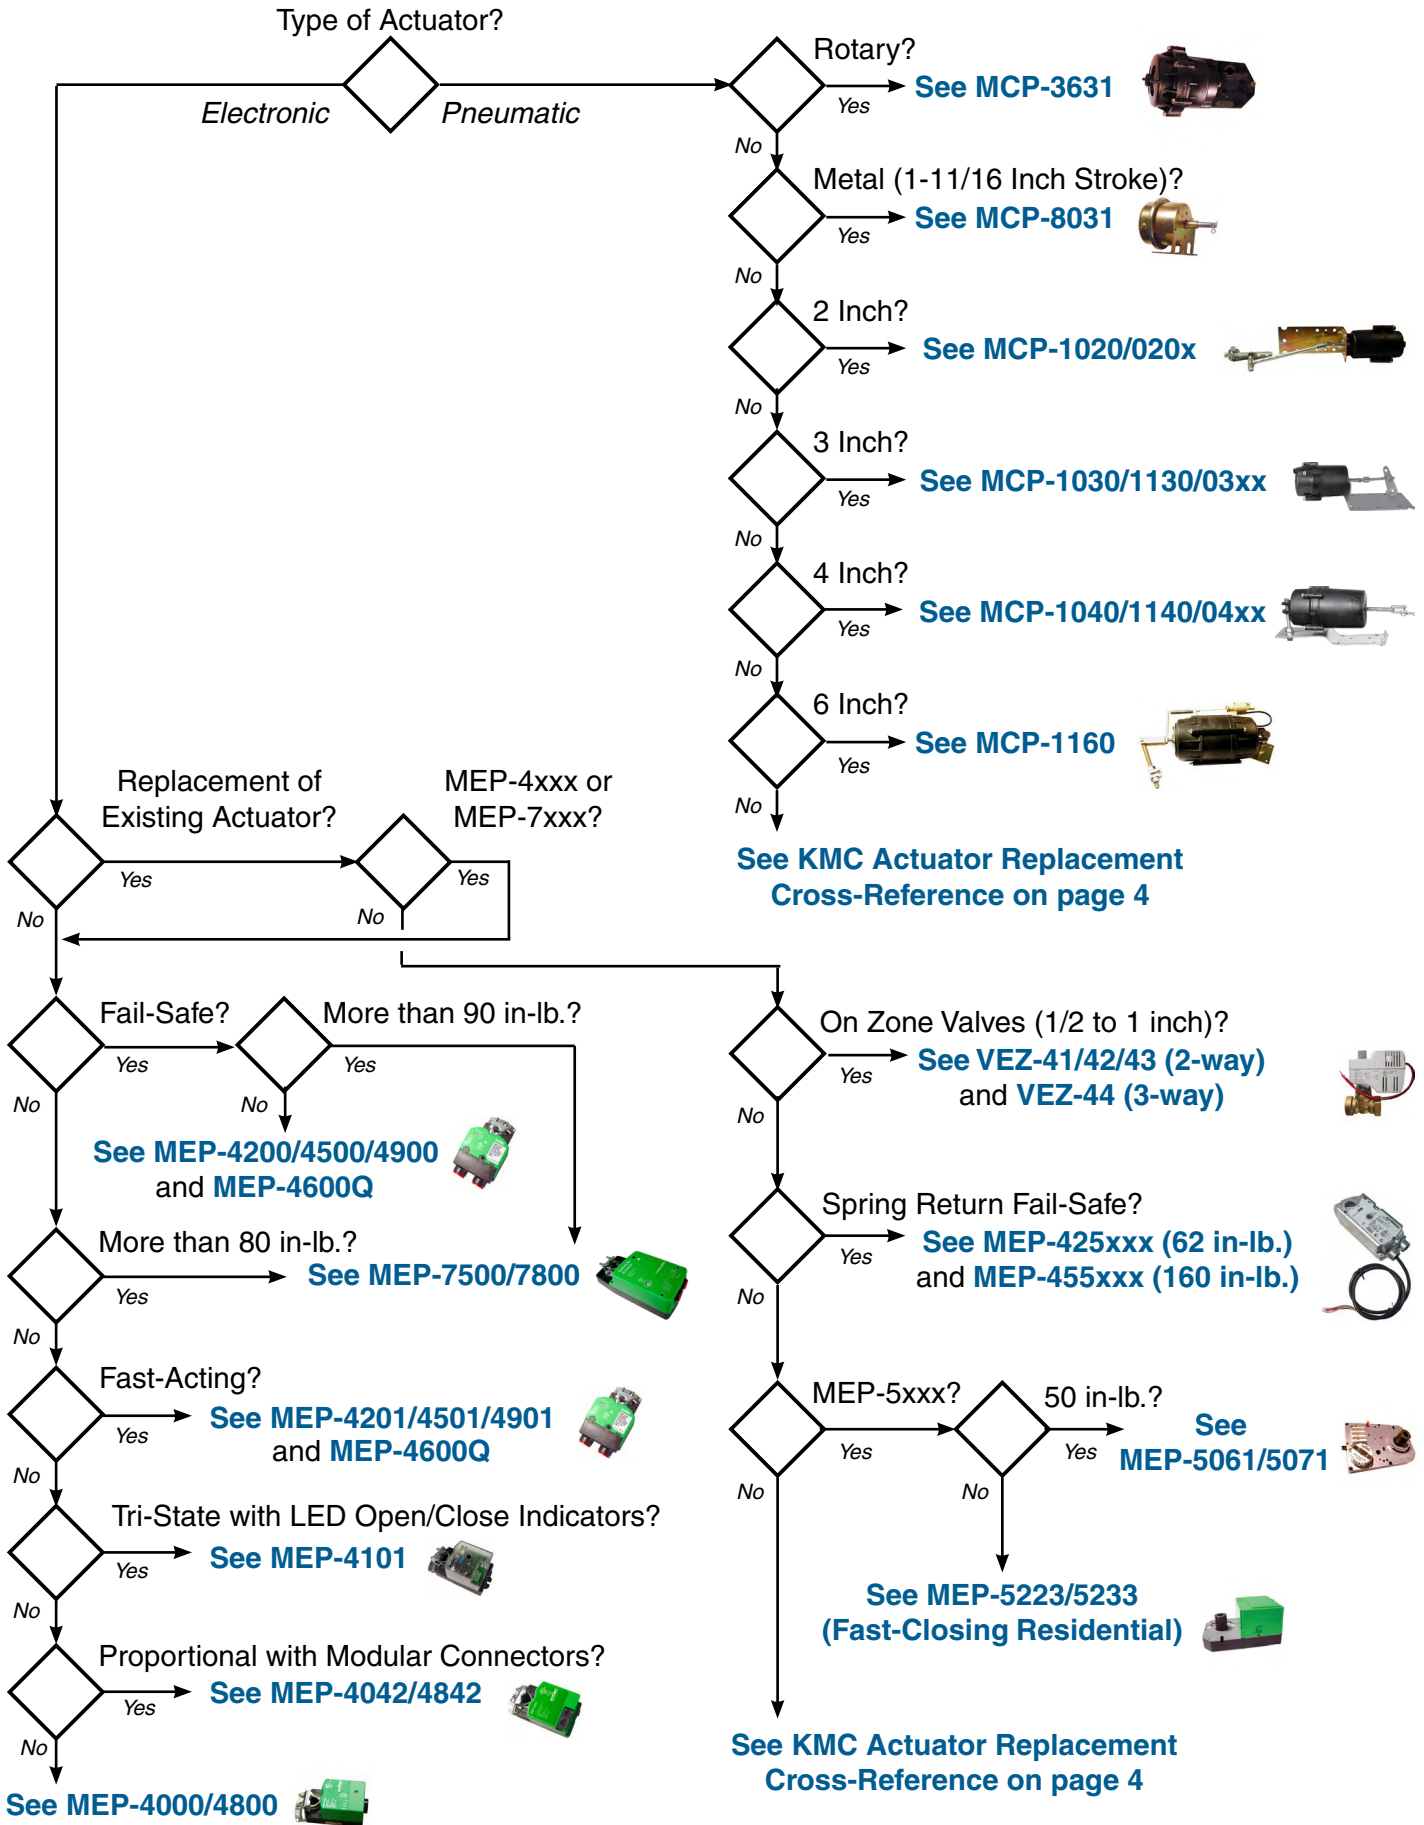 Type of Actuator?
Electronic
Pneumatic
Rotary?
Yes
See MCP-3631
No
Metal (1-11/16 Inch Stroke)?
Yes
See MCP-8031
No
2 Inch?
Yes
See MCP-1020/020x
No
3 Inch?
Yes
See MCP-1030/1130/03xx
No
4 Inch?
Yes
See MCP-1040/1140/04xx
No
6 Inch?
Yes
See MCP-1160
No
See KMC Actuator Replacement
Cross-Reference on page 4
Replacement of
Existing Actuator?
Yes
No
MEP-4xxx or
MEP-7xxx?
Yes
No
Fail-Safe?
Yes
No
More than 90 in-lb.?
Yes
No
See MEP-4200/4500/4900
and MEP-4600Q
More than 80 in-lb.?
Yes
See MEP-7500/7800
No
Fast-Acting?
Yes
See MEP-4201/4501/4901
and MEP-4600Q
No
Tri-State with LED Open/Close Indicators?
Yes
See MEP-4101
No
Proportional with Modular Connectors?
Yes
See MEP-4042/4842
No
See MEP-4000/4800
On Zone Valves (1/2 to 1 inch)?
Yes
See VEZ-41/42/43 (2-way)
and VEZ-44 (3-way)
No
Spring Return Fail-Safe?
Yes
See MEP-425xxx (62 in-lb.)
and MEP-455xxx (160 in-lb.)
No
MEP-5xxx?
Yes
No
50 in-lb.?
Yes
See
MEP-5061/5071
No
See MEP-5223/5233
(Fast-Closing Residential)
See KMC Actuator Replacement
Cross-Reference on page 4